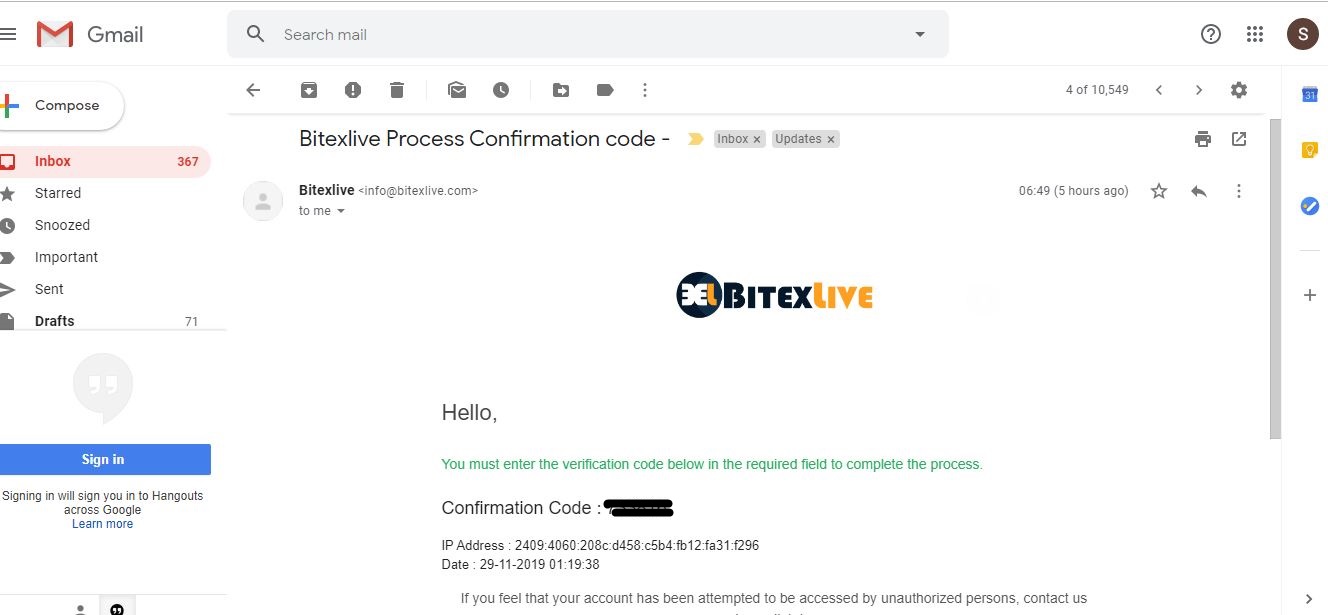 Gmail
Search mail
S
Compose
4 of 10,549
31
Bitexlive Process Confirmation code -
Inbox x
Updates x
Inbox 367
Starred
Bitexlive <info@bitexlive.com>
06:49 (5 hours ago)
to me
Snoozed
Important
Sent
Drafts 71
BITEXLIVE
Hello,
Sign in
You must enter the verification code below in the required field to complete the process.
Signing in will sign you in to Hangouts
across Google
Learn more
Confirmation Code :
IP Address : 2409:4060:208c:d458:c5b4:fb12:fa31:f296
Date : 29-11-2019 01:19:38
If you feel that your account has been attempted to be accessed by unauthorized persons, contact us